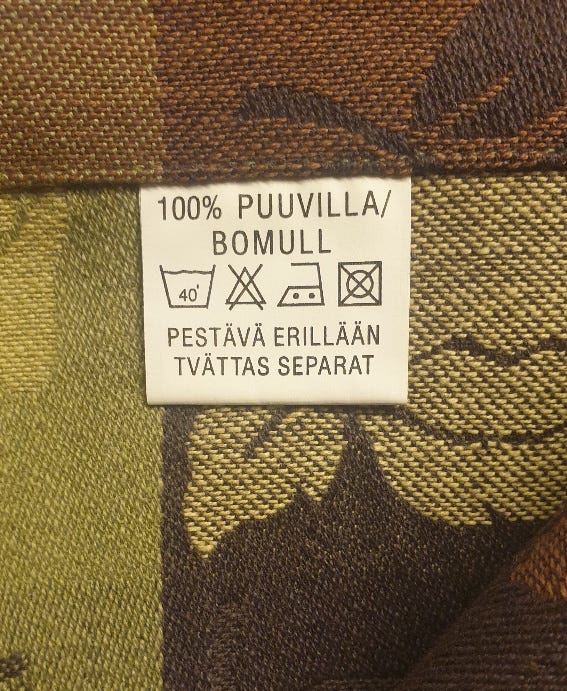 100% PUUVILLA/
BOMULL
40°
PESTÄVÄ ERILLÄÄN
TVÄTTAS SEPARAT